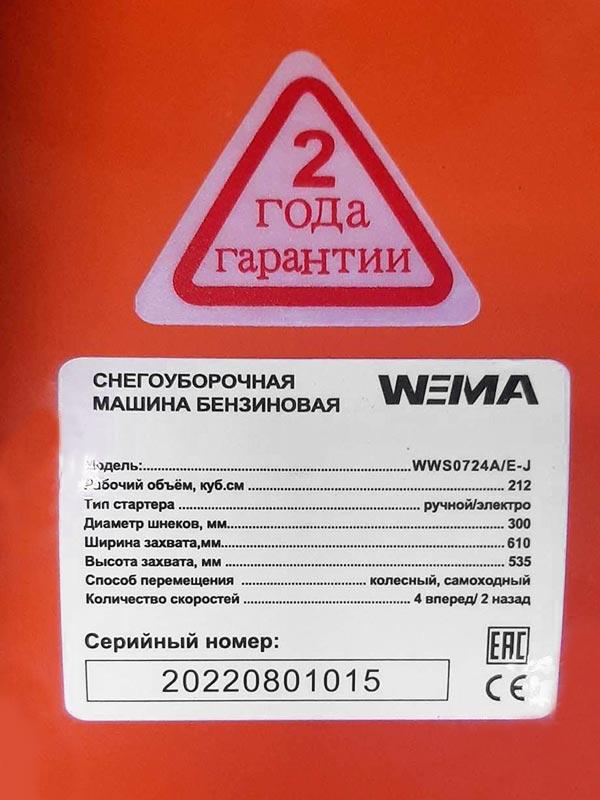 2
года
гарантии
СНЕГОУБОРОЧНАЯ
МАШИНА БЕНЗИНОВАЯ
WEMA
Модель:........................WWS0724A/E-J
Рабочий объём, куб.см ........................ 212
Тип стартера ........................ ручной/электро
Диаметр шнеков, мм........................ 300
Ширина захвата,мм........................ 610
Высота захвата, мм ........................ 535
Способ перемещения ........................ колесный, самоходный
Количество скоростей ........................ 4 вперед/ 2 назад
Серийный номер:
20220801015
EAC
CE